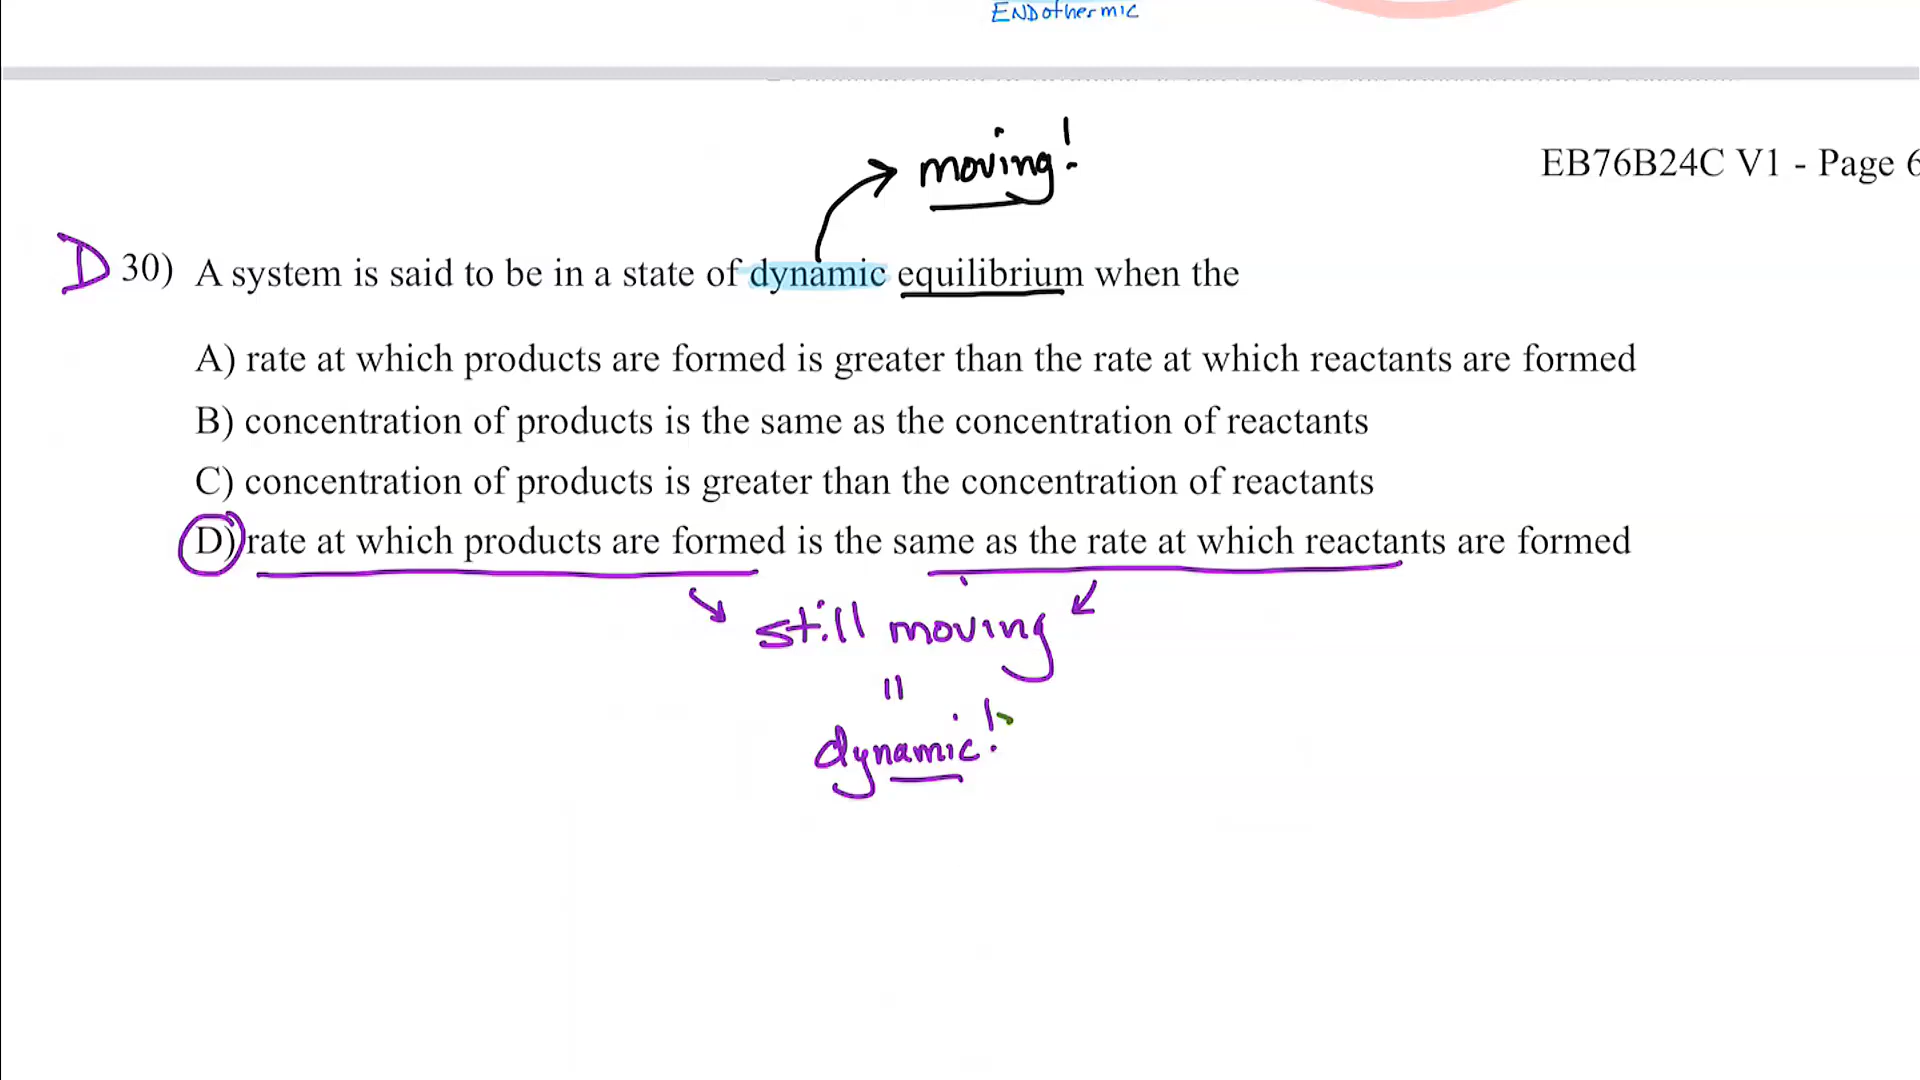 ENDothermic
moving!
EB76B24C V1 - Page 6
D 30) A system is said to be in a state of dynamic equilibrium when the
A) rate at which products are formed is greater than the rate at which reactants are formed
B) concentration of products is the same as the concentration of reactants
C) concentration of products is greater than the concentration of reactants
D) rate at which products are formed is the same as the rate at which reactants are formed
still moving
=
dynamic!